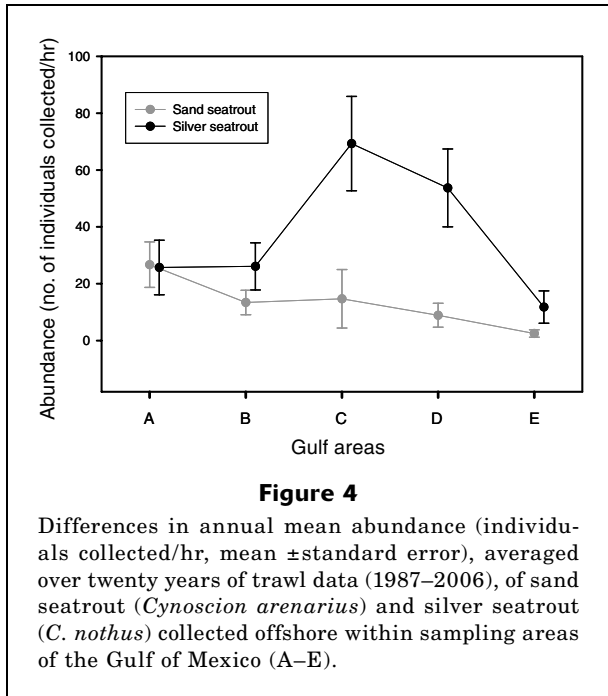 100
80
60
40
20
0
Abundance (no. of individuals collected/hr)
Sand seatrout
Silver seatrout
A B C D E
Gulf areas
Figure 4
Differences in annual mean abundance (individu-
als collected/hr, mean ±standard error), averaged
over twenty years of trawl data (1987–2006), of sand
seatrout (Cynoscion arenarius) and silver seatrout
(C. nothus) collected offshore within sampling areas
of the Gulf of Mexico (A–E).